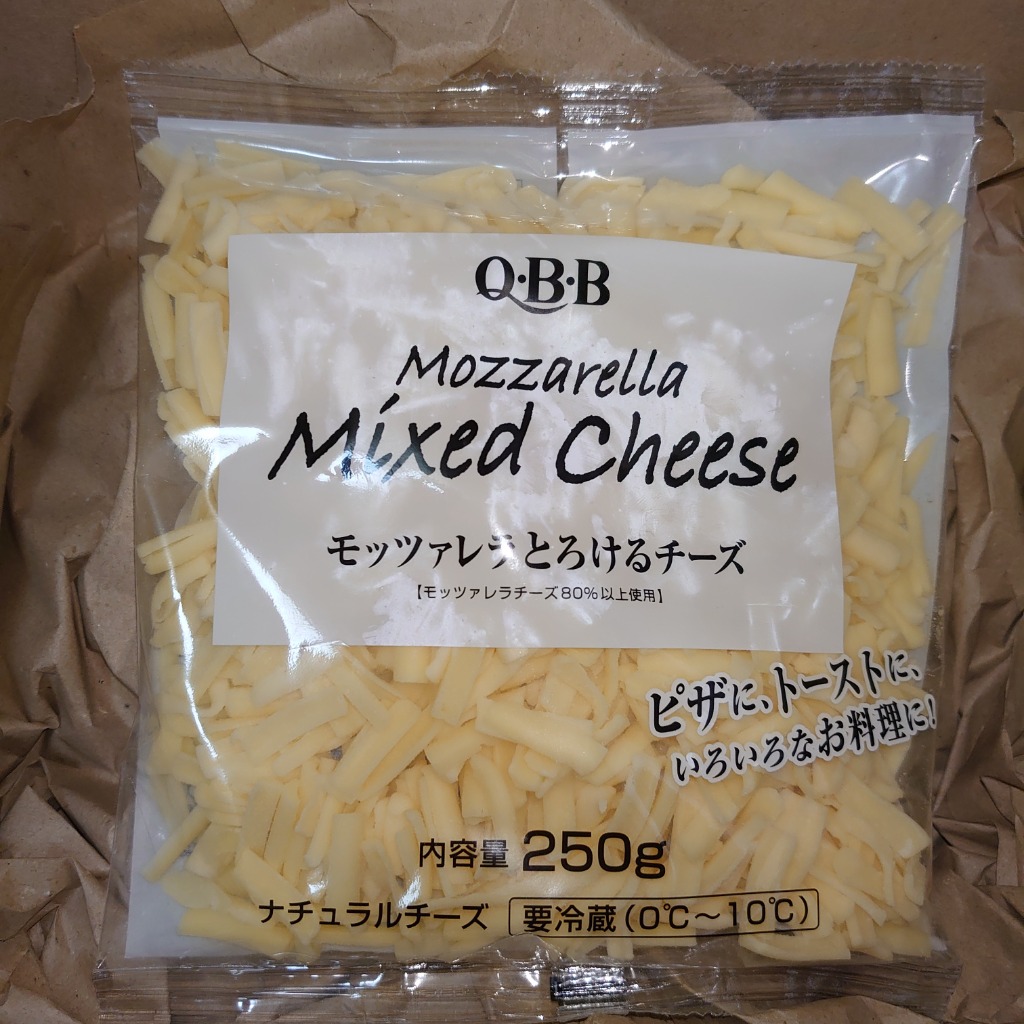 Q・B・B
Mozzarella
Mixed Cheese
モッツァレラとろけるチーズ
【モッツァレラチーズ80%以上使用】
ピザに、トーストに、
いろいろなお料理に!
内容量 250g
ナチュラルチーズ 要冷蔵(0℃~10℃)